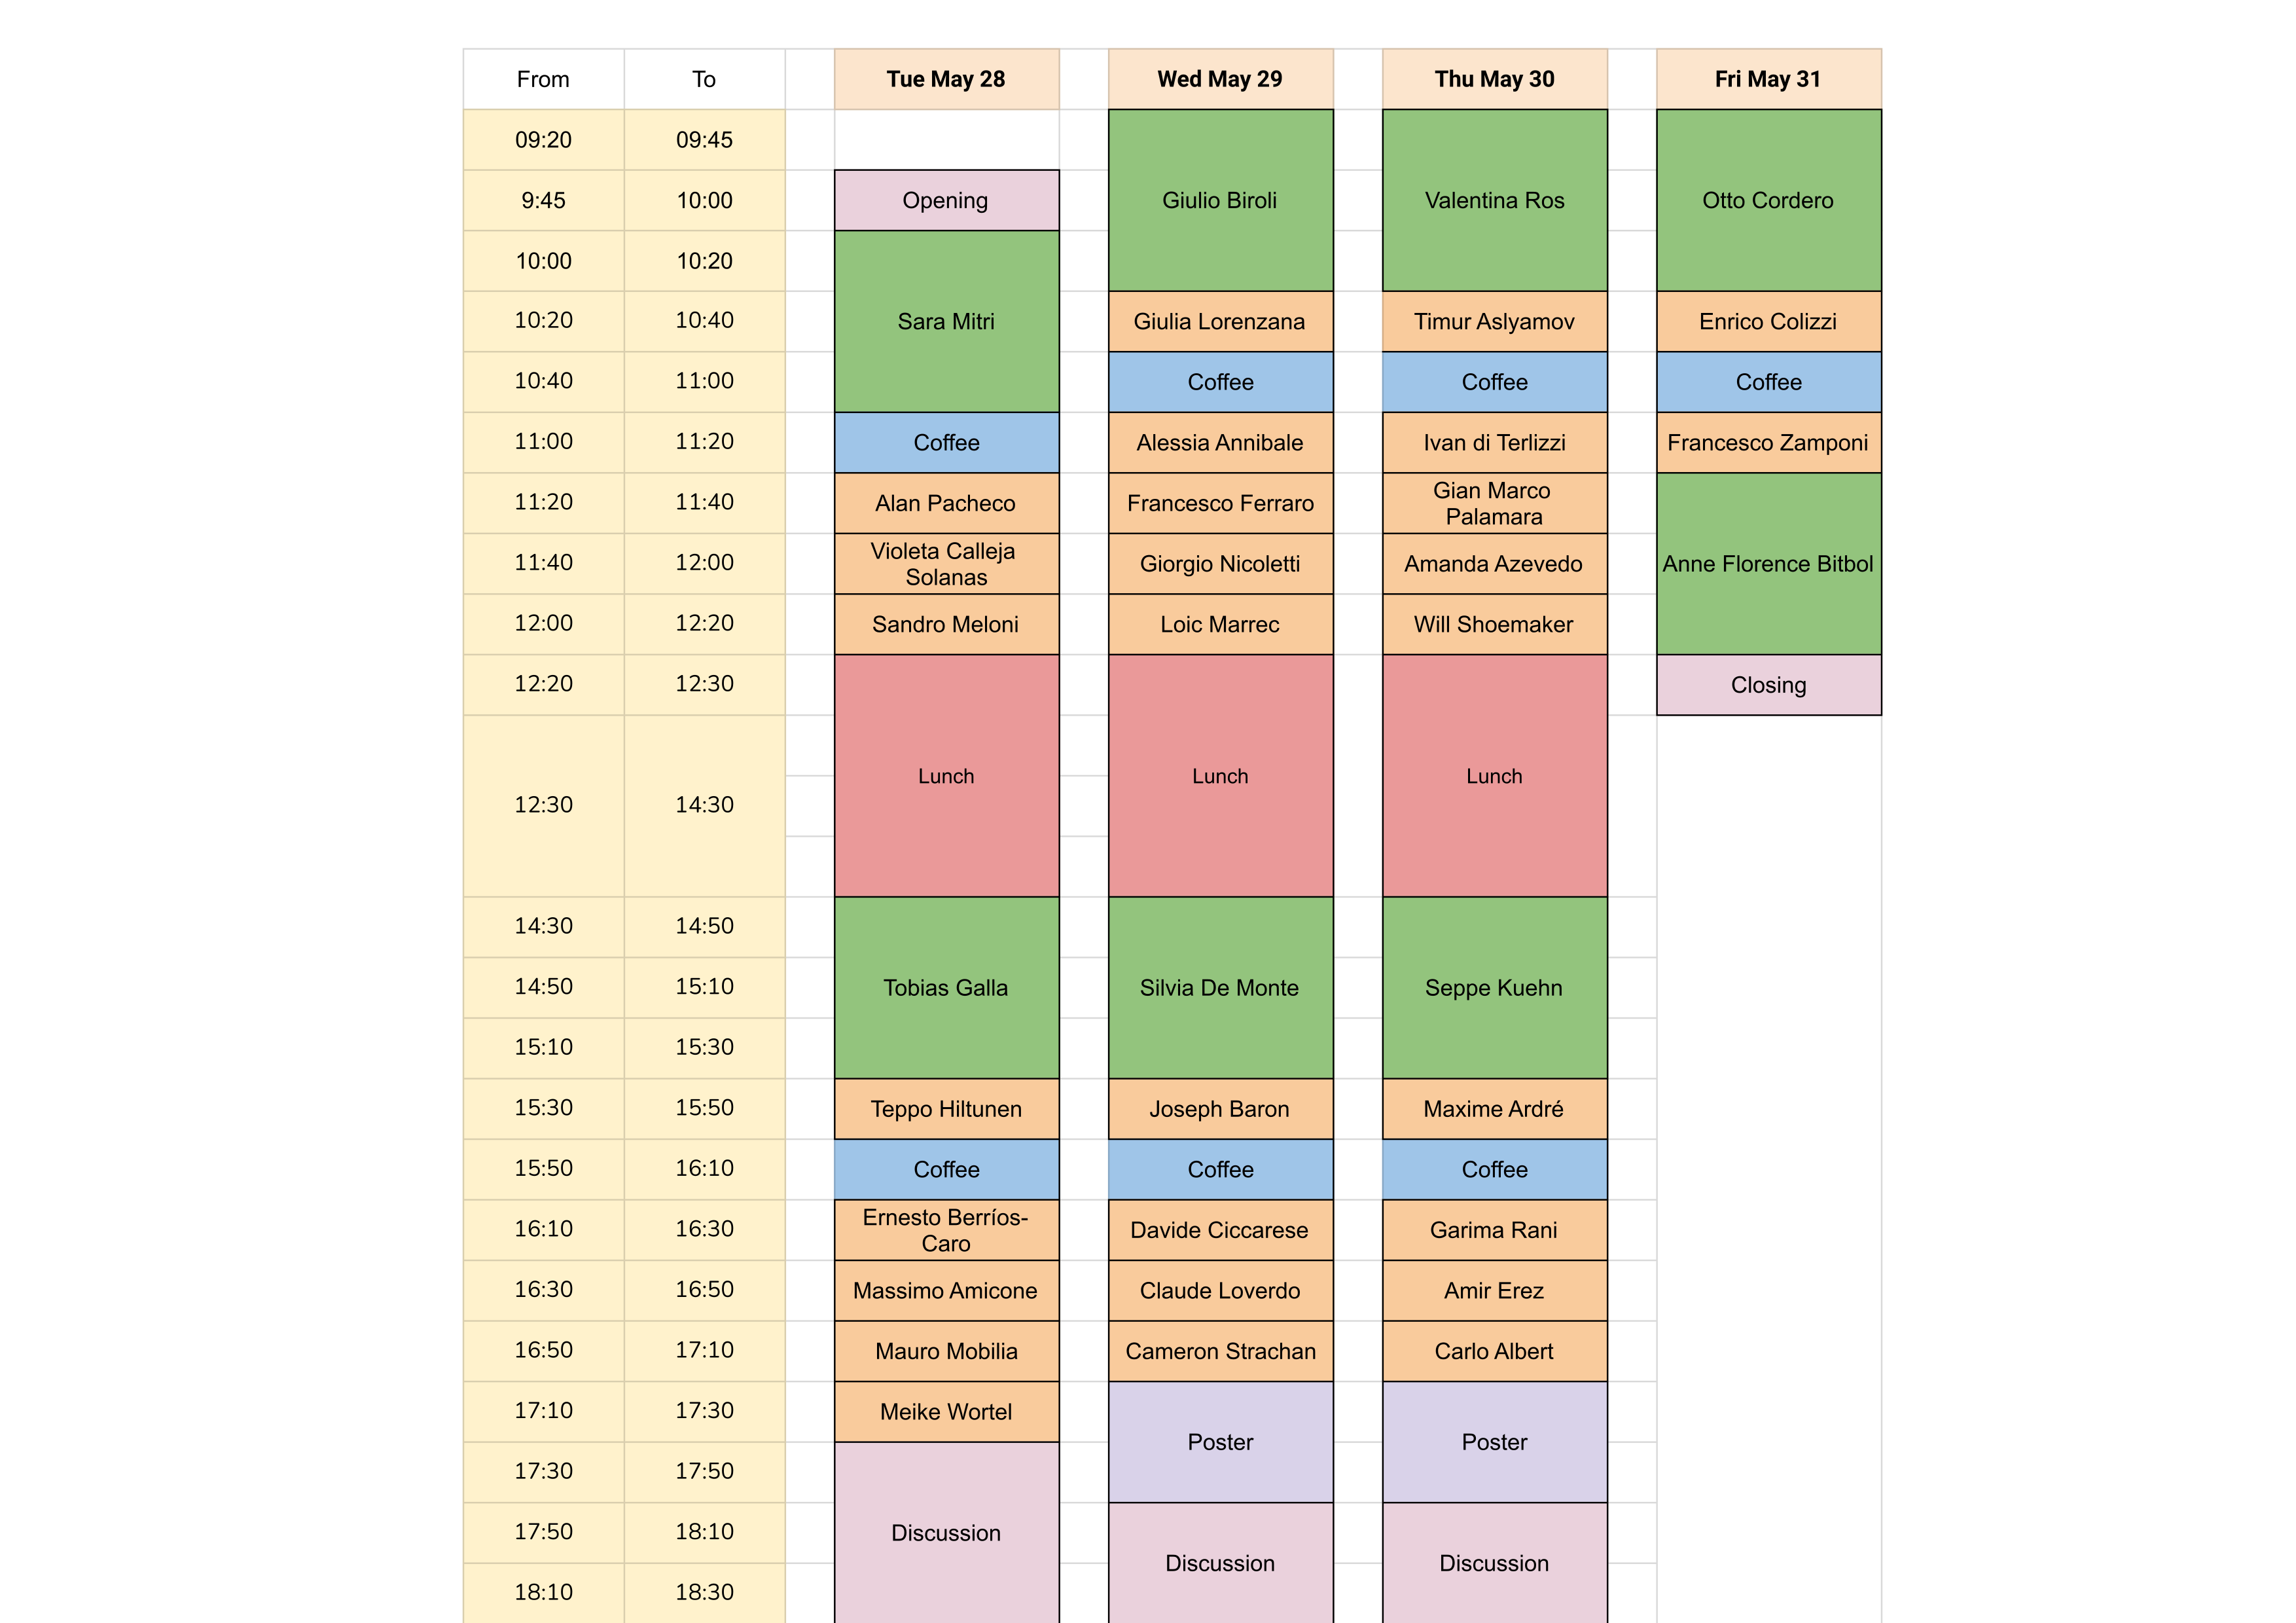 From To Tue May 28 Wed May 29 Thu May 30 Fri May 31
09:20 09:45
9:45 10:00 Opening Giulio Biroli Valentina Ros Otto Cordero
10:00 10:20
10:20 10:40 Sara Mitri Giulia Lorenzana Timur Aslyamov Enrico Colizzi
10:40 11:00 Coffee Coffee Coffee
11:00 11:20 Coffee Alessia Annibale Ivan di Terlizzi Francesco Zamponi
11:20 11:40 Alan Pacheco Francesco Ferraro Gian Marco
Palamara
11:40 12:00 Violeta Calleja
Solanas Giorgio Nicoletti Amanda Azevedo Anne Florence Bitbol
12:00 12:20 Sandro Meloni Loic Marrec Will Shoemaker
12:20 12:30 Closing
Lunch Lunch Lunch
12:30 14:30
14:30 14:50
14:50 15:10 Tobias Galla Silvia De Monte Seppe Kuehn
15:10 15:30
15:30 15:50 Teppo Hiltunen Joseph Baron Maxime Ardré
15:50 16:10 Coffee Coffee Coffee
16:10 16:30 Ernesto Berríos-
Caro Davide Ciccarese Garima Rani
16:30 16:50 Massimo Amicone Claude Loverdo Amir Erez
16:50 17:10 Mauro Mobilia Cameron Strachan Carlo Albert
17:10 17:30 Meike Wortel
Poster Poster
17:30 17:50
17:50 18:10 Discussion
Discussion Discussion
18:10 18:30